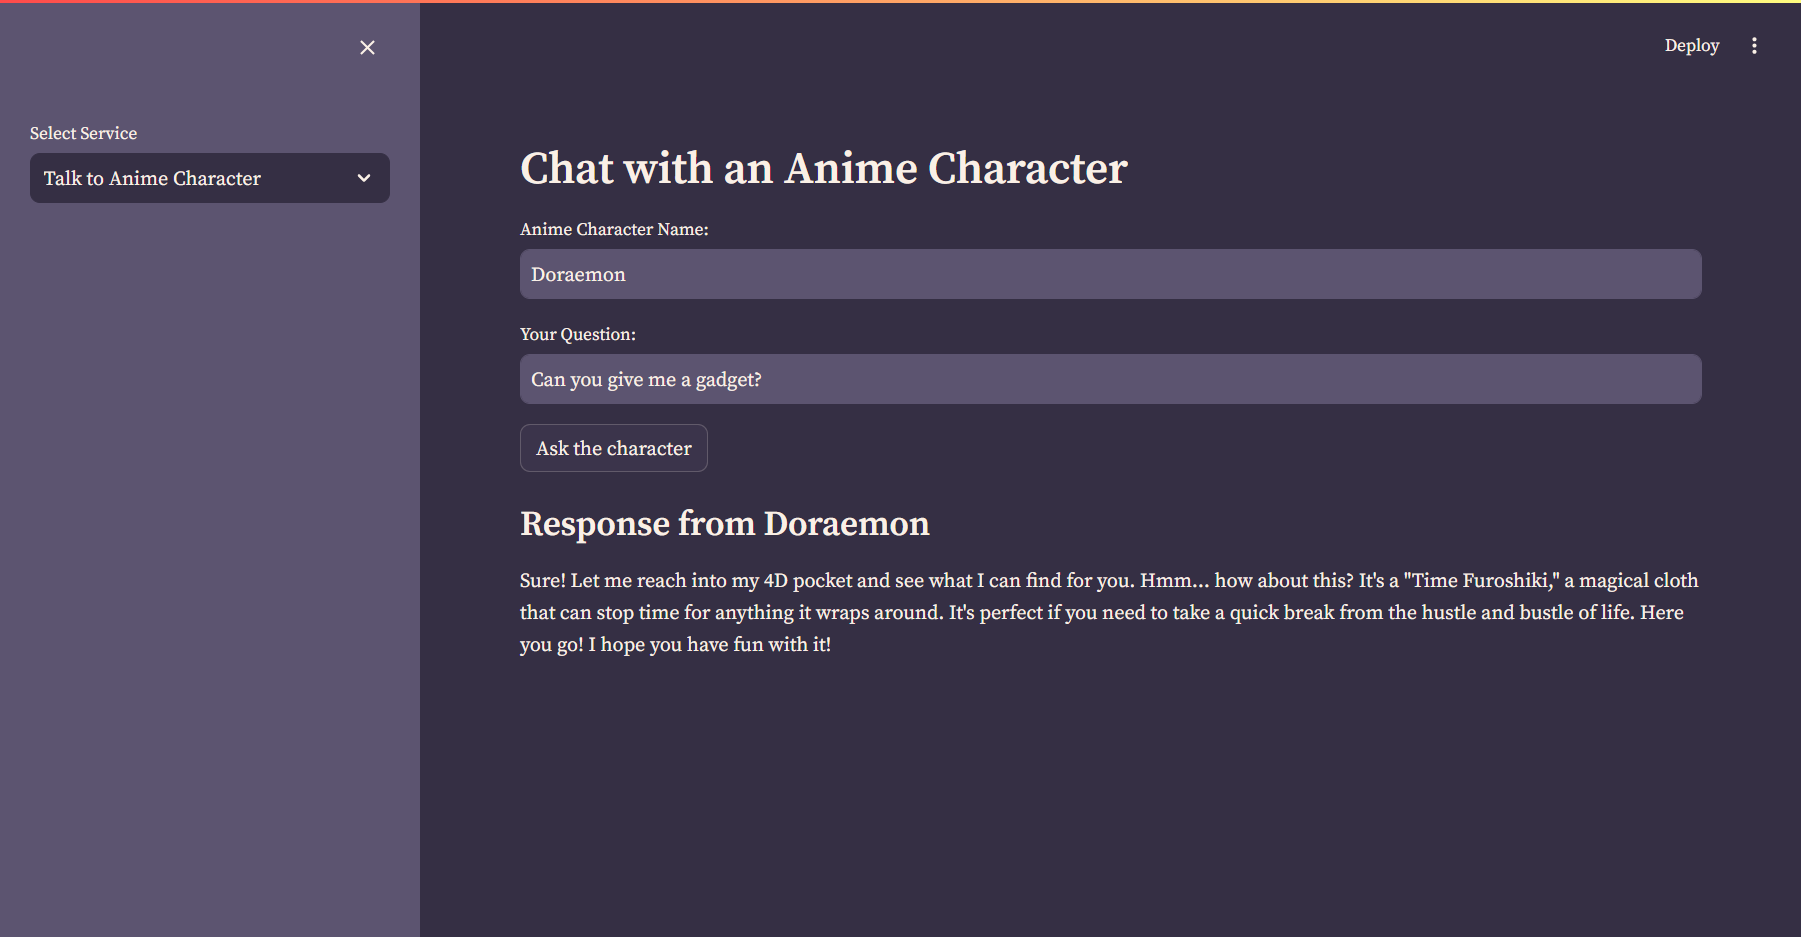 Deploy
Select Service
Talk to Anime Character
Chat with an Anime Character
Anime Character Name:
Doraemon
Your Question:
Can you give me a gadget?
Ask the character
Response from Doraemon
Sure! Let me reach into my 4D pocket and see what I can find for you. Hmm... how about this? It's a "Time Furoshiki," a magical cloth
that can stop time for anything it wraps around. It's perfect if you need to take a quick break from the hustle and bustle of life. Here
you go! I hope you have fun with it!